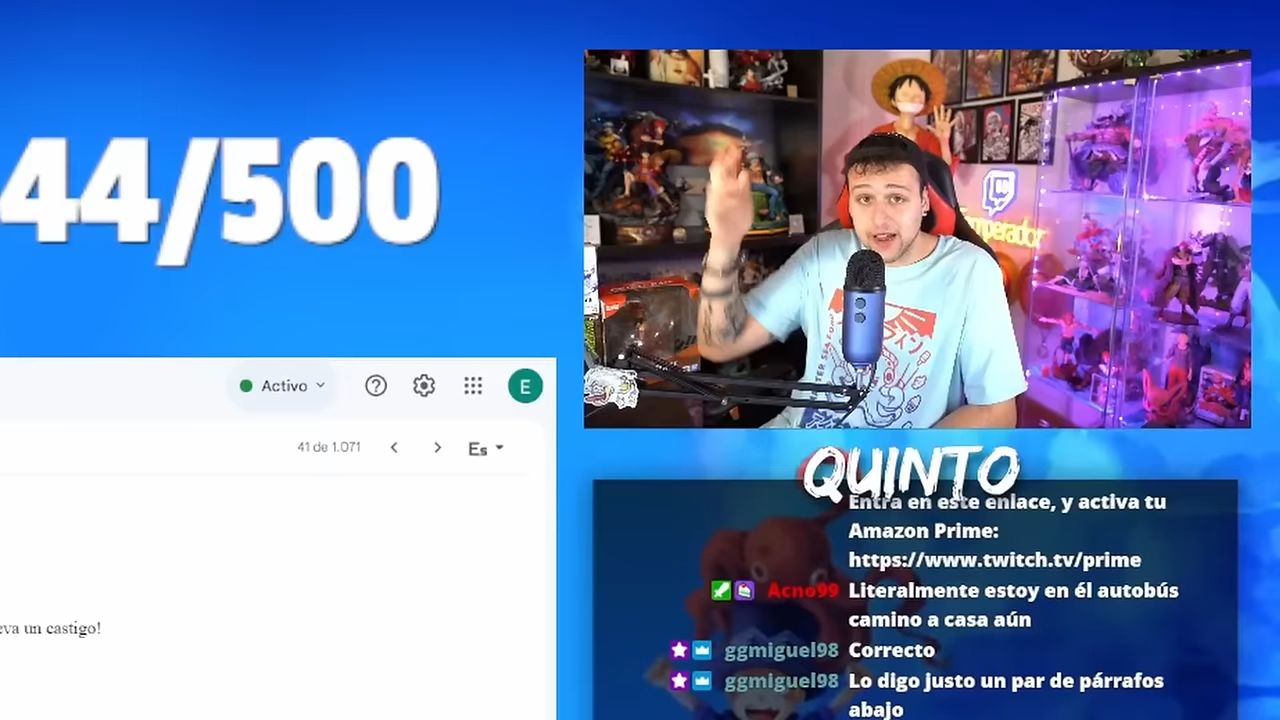 44/500
Activo
E
41 de 1.071
Es
eva un castigo!
QUINTO
Entra en este enlace, y activa tu
Amazon Prime:
https://www.twitch.tv/prime
Acno99 Literalmente estoy en él autobús
camino a casa aún
ggmiguel98 Correcto
ggmiguel98 Lo digo justo un par de párrafos
abajo